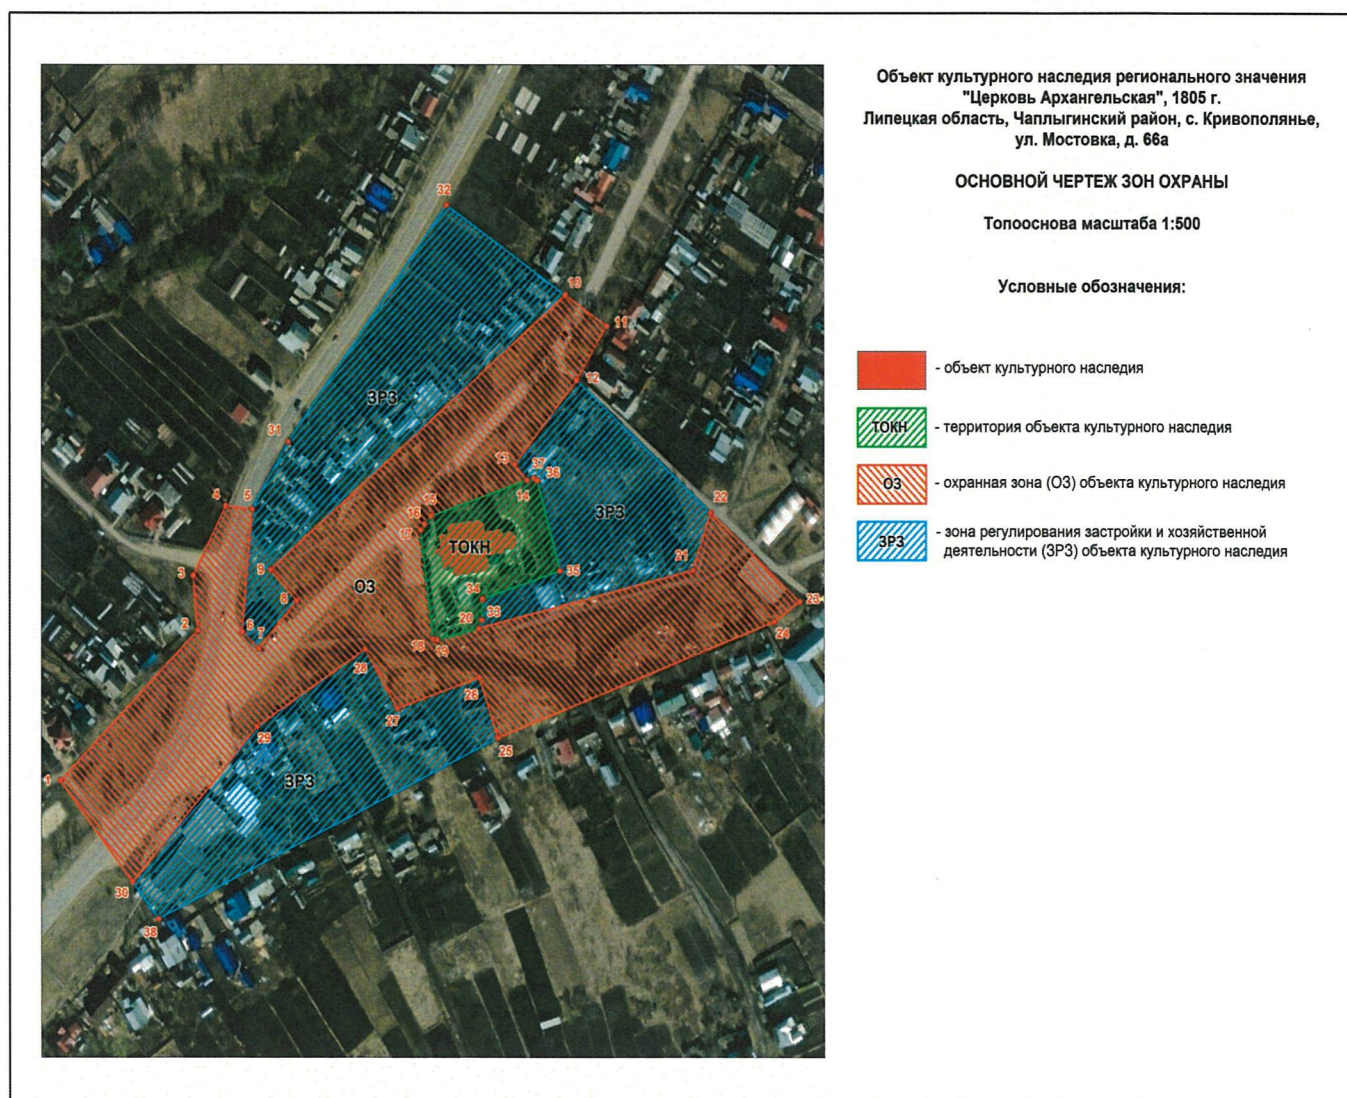 Объект культурного наследия регионального значения
"Церковь Архангельская", 1805 г.
Липецкая область, Чаплыгинский район, с. Кривополянье,
ул. Мостовка, д. 66а
ОСНОВНОЙ ЧЕРТЕЖ ЗОН ОХРАНЫ
Топооснова масштаба 1:500
Условные обозначения:
- объект культурного наследия
ТОКН - территория объекта культурного наследия
ОЗ - охранная зона (ОЗ) объекта культурного наследия
ЗРЗ - зона регулирования застройки и хозяйственной
деятельности (ЗРЗ) объекта культурного наследия
32
10
11
12
ЗРЗ
31
13
37
36
4
5
14
15
22
16
17
ЗРЗ
ТОКН
21
3
9
35
ОЗ
34
8
23
2
6
7
20
33
24
18
19
28
26
27
29
25
1
ЗРЗ
30
38